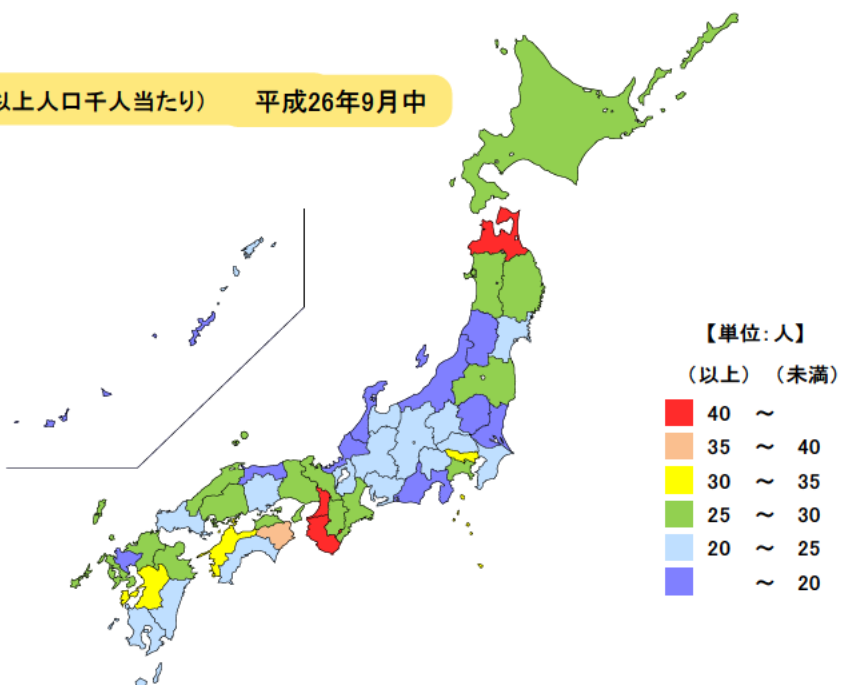 以上人口千人当たり） 平成26年9月中
【単位：人】
（以上） （未満）
40 ～
35 ～ 40
30 ～ 35
25 ～ 30
20 ～ 25
～ 20